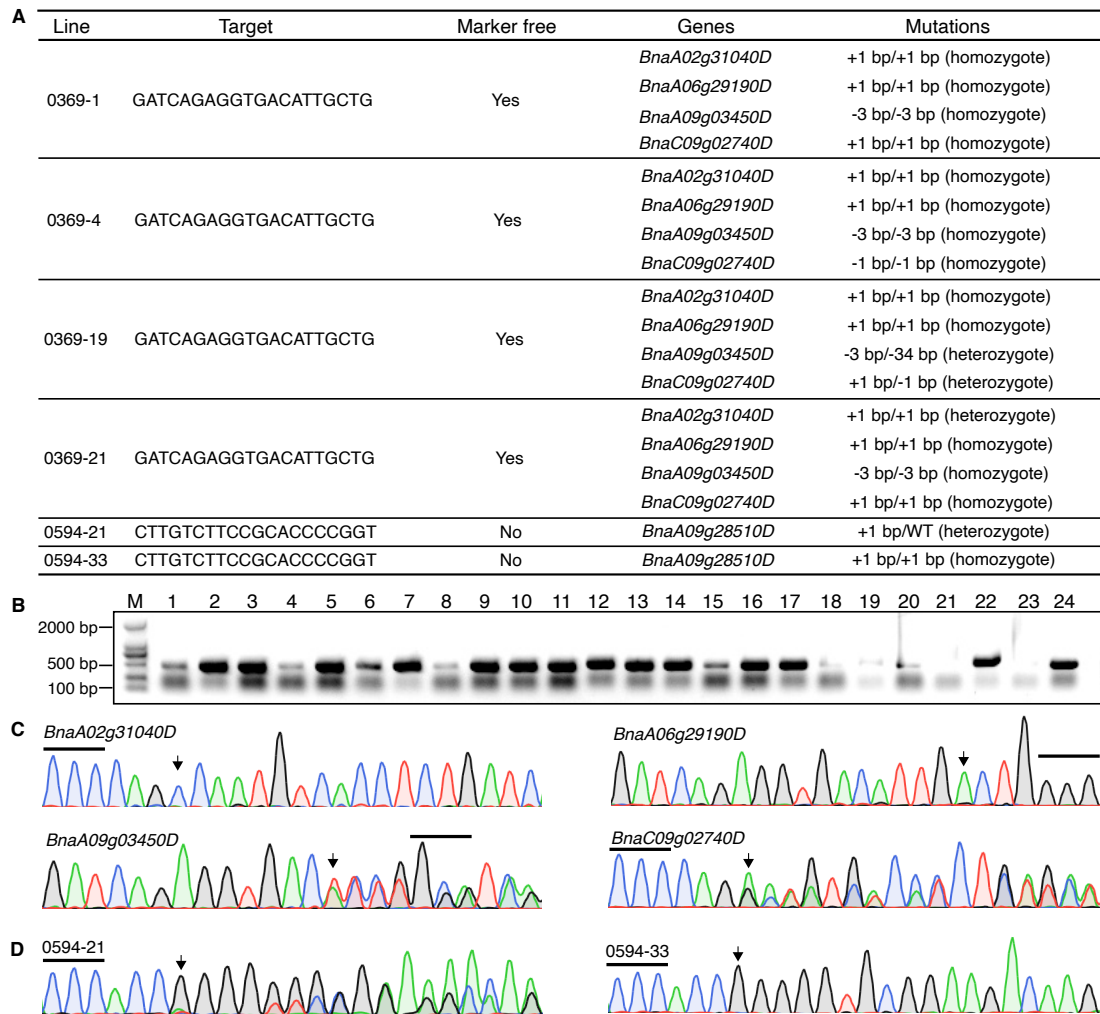 A
Line Target Marker free Genes Mutations
BnaA02g31040D +1 bp/+1 bp (homozygote)
BnaA06g29190D +1 bp/+1 bp (homozygote)
0369-1 GATCAGAGGTGACATTGCTG Yes
BnaA09g03450D -3 bp/-3 bp (homozygote)
BnaC09g02740D +1 bp/+1 bp (homozygote)
BnaA02g31040D +1 bp/+1 bp (homozygote)
BnaA06g29190D +1 bp/+1 bp (homozygote)
0369-4 GATCAGAGGTGACATTGCTG Yes
BnaA09g03450D -3 bp/-3 bp (homozygote)
BnaC09g02740D -1 bp/-1 bp (homozygote)
BnaA02g31040D +1 bp/+1 bp (homozygote)
BnaA06g29190D +1 bp/+1 bp (homozygote)
0369-19 GATCAGAGGTGACATTGCTG Yes
BnaA09g03450D -3 bp/-34 bp (heterozygote)
BnaC09g02740D +1 bp/-1 bp (heterozygote)
BnaA02g31040D +1 bp/+1 bp (heterozygote)
BnaA06g29190D +1 bp/+1 bp (homozygote)
0369-21 GATCAGAGGTGACATTGCTG Yes
BnaA09g03450D -3 bp/-3 bp (homozygote)
BnaC09g02740D +1 bp/+1 bp (homozygote)
0594-21 CTTGTCTTCCGCACCCCGGT No BnaA09g28510D +1 bp/WT (heterozygote)
0594-33 CTTGTCTTCCGCACCCCGGT No BnaA09g28510D +1 bp/+1 bp (homozygote)
B
M 1 2 3 4 5 6 7 8 9 10 11 12 13 14 15 16 17 18 19 20 21 22 23 24
2000 bp
500 bp
100 bp
C
BnaA02g31040D BnaA06g29190D
BnaA09g03450D BnaC09g02740D
D
0594-21 0594-33